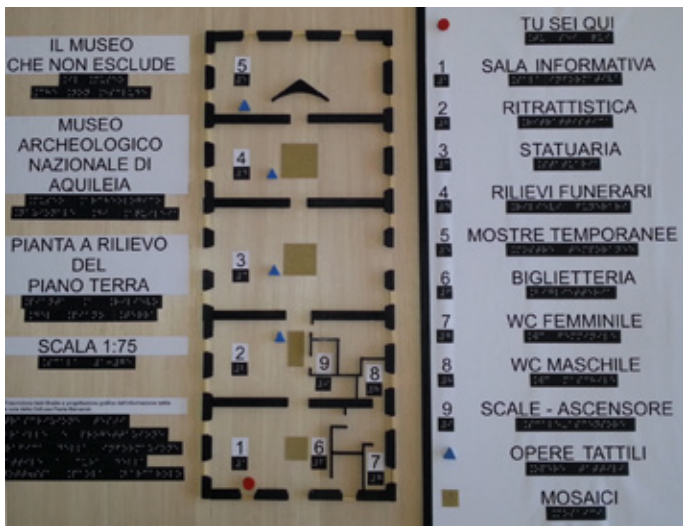 IL MUSEO
CHE NON ESCLUDE
MUSEO
ARCHEOLOGICO
NAZIONALE DI
AQUILEIA
PIANTA A RILIEVO
DEL
PIANO TERRA
SCALA 1:75
5
4
3
2
9
8
1
6
7
TU SEI QUI
1 SALA INFORMATIVA
2 RITRATTISTICA
3 STATUARIA
4 RILIEVI FUNERARI
5 MOSTRE TEMPORANEE
6 BIGLIETTERIA
7 WC FEMMINILE
8 WC MASCHILE
9 SCALE - ASCENSORE
OPERE TATTILI
MOSAICI